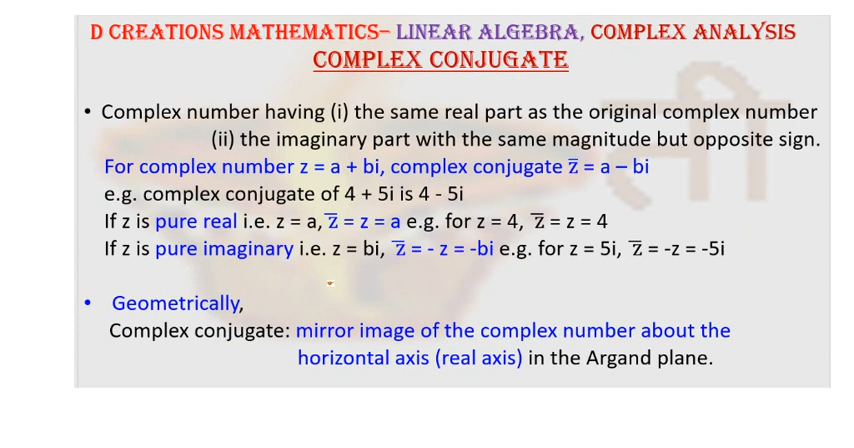 D CREATIONS MATHEMATICS– LINEAR ALGEBRA, COMPLEX ANALYSIS
COMPLEX CONJUGATE
• Complex number having (i) the same real part as the original complex number
(ii) the imaginary part with the same magnitude but opposite sign.
For complex number z = a + bi, complex conjugate z̅ = a – bi
e.g. complex conjugate of 4 + 5i is 4 - 5i
If z is pure real i.e. z = a, z̅ = z = a e.g. for z = 4, z̅ = z = 4
If z is pure imaginary i.e. z = bi, z̅ = - z = -bi e.g. for z = 5i, z̅ = -z = -5i
• Geometrically,
Complex conjugate: mirror image of the complex number about the
horizontal axis (real axis) in the Argand plane.